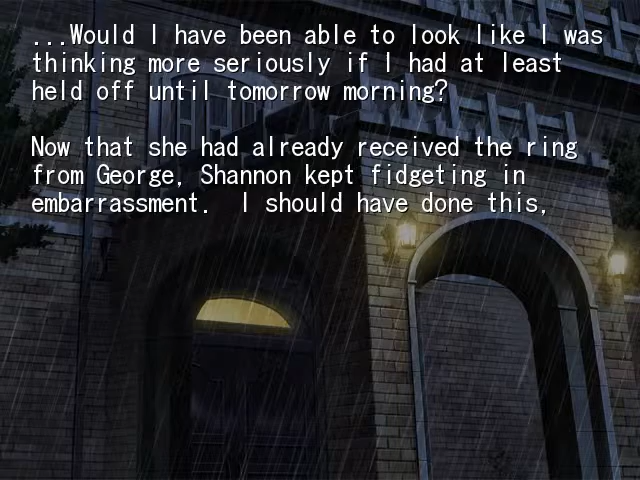 ...Would I have been able to look like I was
thinking more seriously if I had at least
held off until tomorrow morning?
Now that she had already received the ring
from George, Shannon kept fidgeting in
embarrassment.  I should have done this,